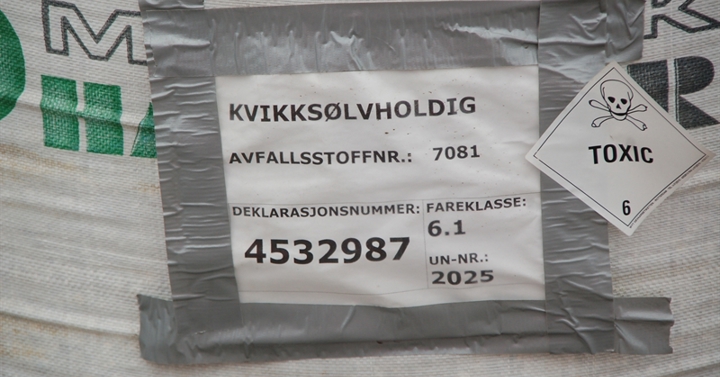 KVIKKSØLVHOLDIG
AVFALLSSTOFFNR.: 7081
DEKLARASJONSNUMMER: FAREKLASSE:
4532987 6.1
UN-NR.:
2025
TOXIC
6